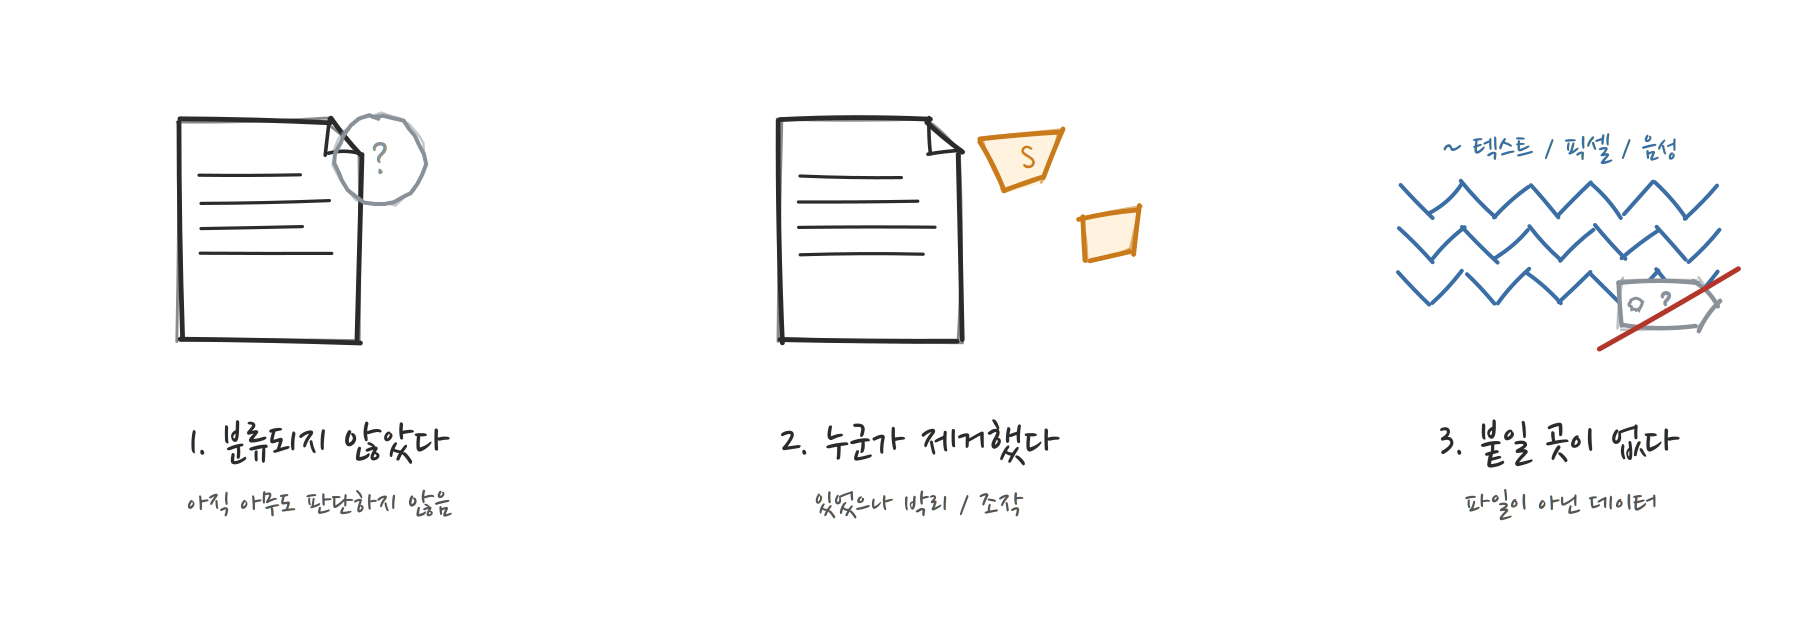 ?
S
~ 텍스트 / 픽셀 / 음성
?
1. 분류되지 않았다
아직 아무도 판단하지 않음
2. 누군가 제거했다
있었으나 박리 / 조작
3. 붙일 곳이 없다
파일이 아닌 데이터